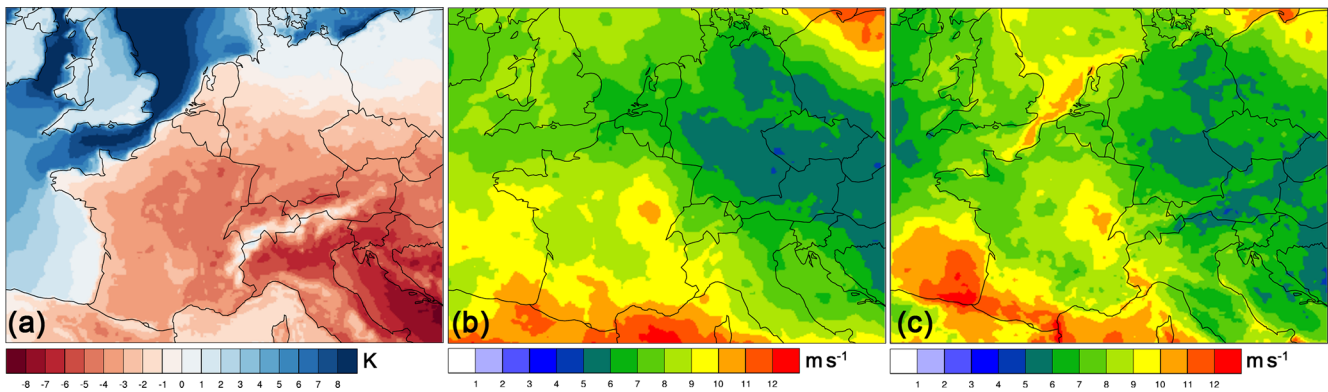 (a)
(b)
(c)
-8 -7 -6 -5 -4 -3 -2 -1 0 1 2 3 4 5 6 7 8 K
1 2 3 4 5 6 7 8 9 10 11 12 m s⁻¹
1 2 3 4 5 6 7 8 9 10 11 12 m s⁻¹